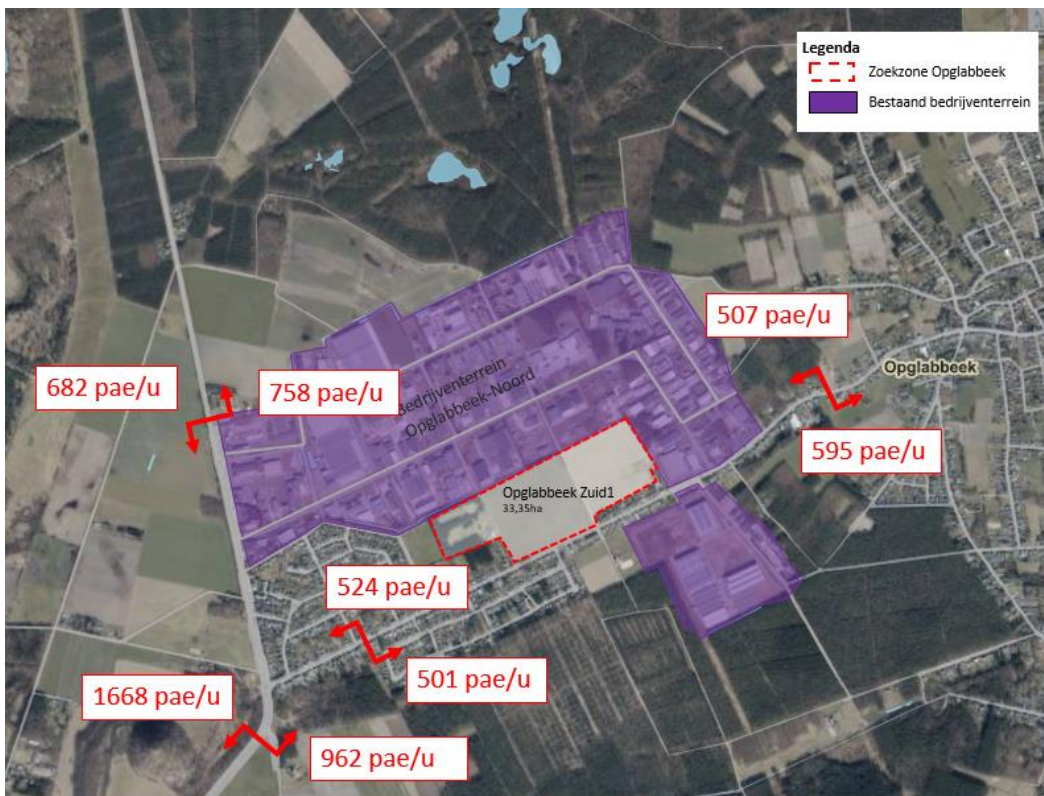 Legenda
Zoekzone Opglabbeek
Bestaand bedrijventerrein
507 pae/u
Opglabbeek
682 pae/u
758 pae/u
Bedrijventerrein
Opglabbeek-Noord
595 pae/u
Opglabbeek Zuid1
33,35ha
524 pae/u
501 pae/u
1668 pae/u
962 pae/u